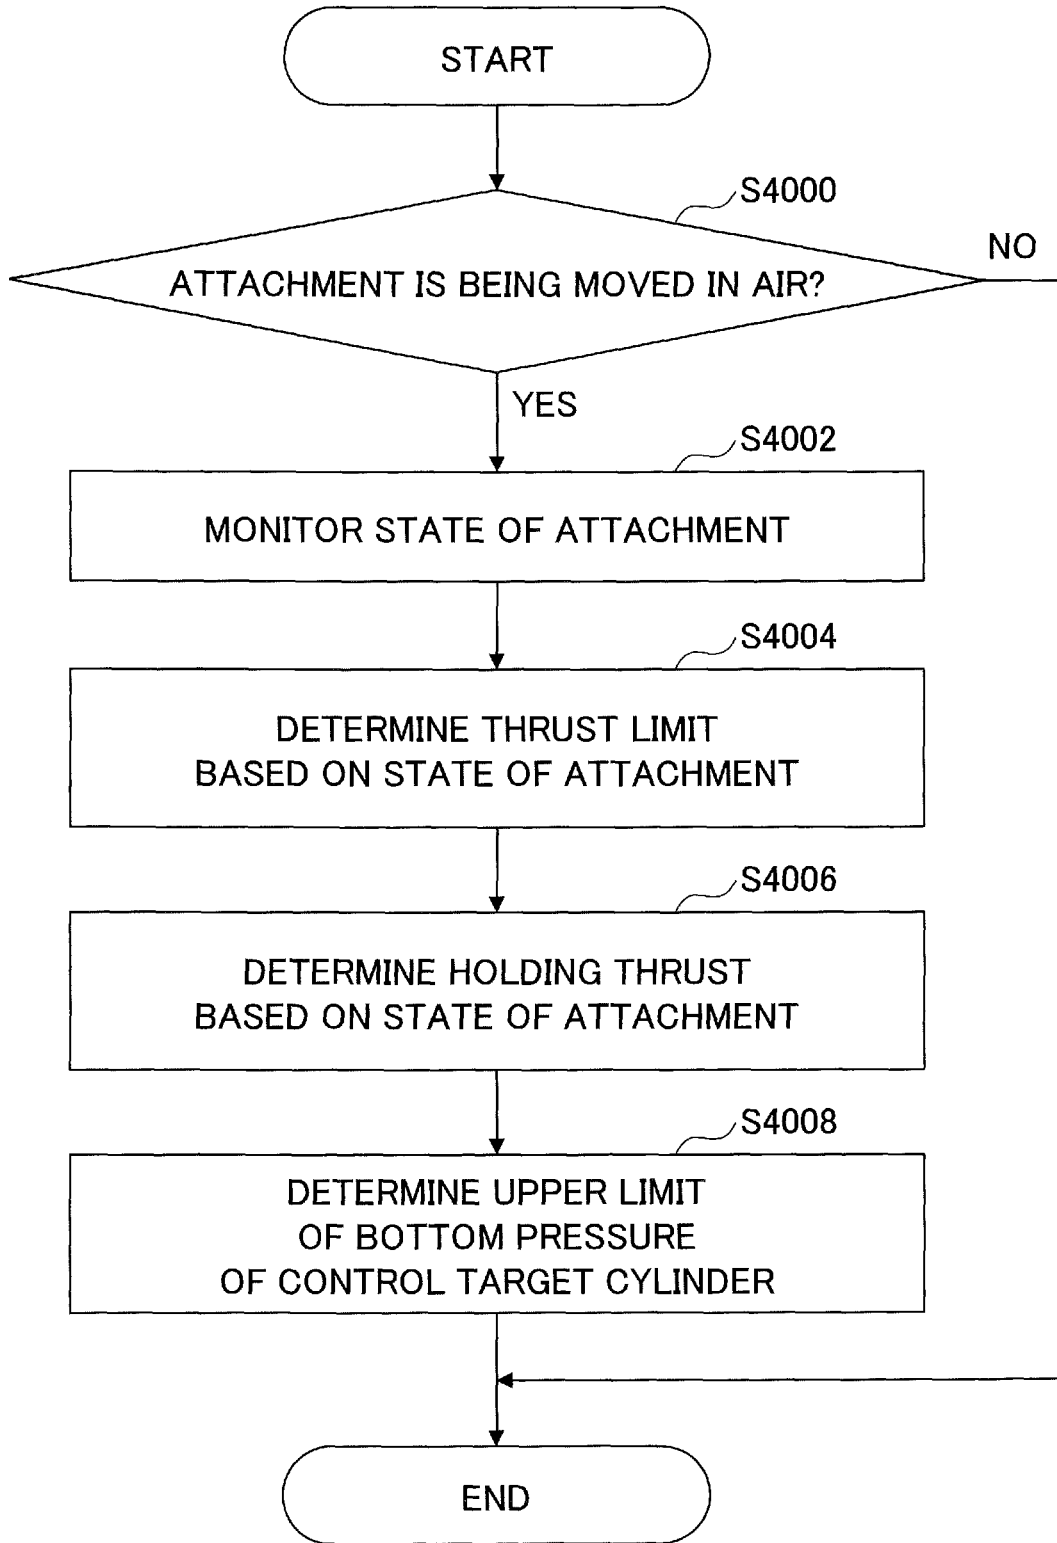 START
S4000
NO
ATTACHMENT IS BEING MOVED IN AIR?
YES
S4002
MONITOR STATE OF ATTACHMENT
S4004
DETERMINE THRUST LIMIT
BASED ON STATE OF ATTACHMENT
S4006
DETERMINE HOLDING THRUST
BASED ON STATE OF ATTACHMENT
S4008
DETERMINE UPPER LIMIT
OF BOTTOM PRESSURE
OF CONTROL TARGET CYLINDER
END